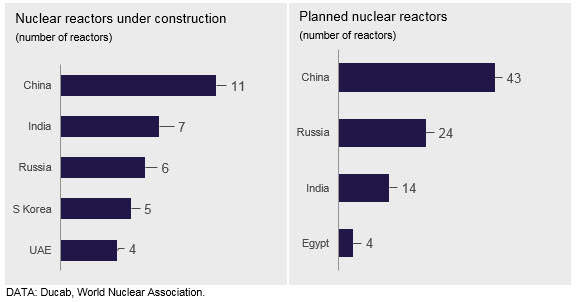 Nuclear reactors under construction
(number of reactors)
China 11
India 7
Russia 6
S Korea 5
UAE 4
Planned nuclear reactors
(number of reactors)
China 43
Russia 24
India 14
Egypt 4
DATA: Ducab, World Nuclear Association.